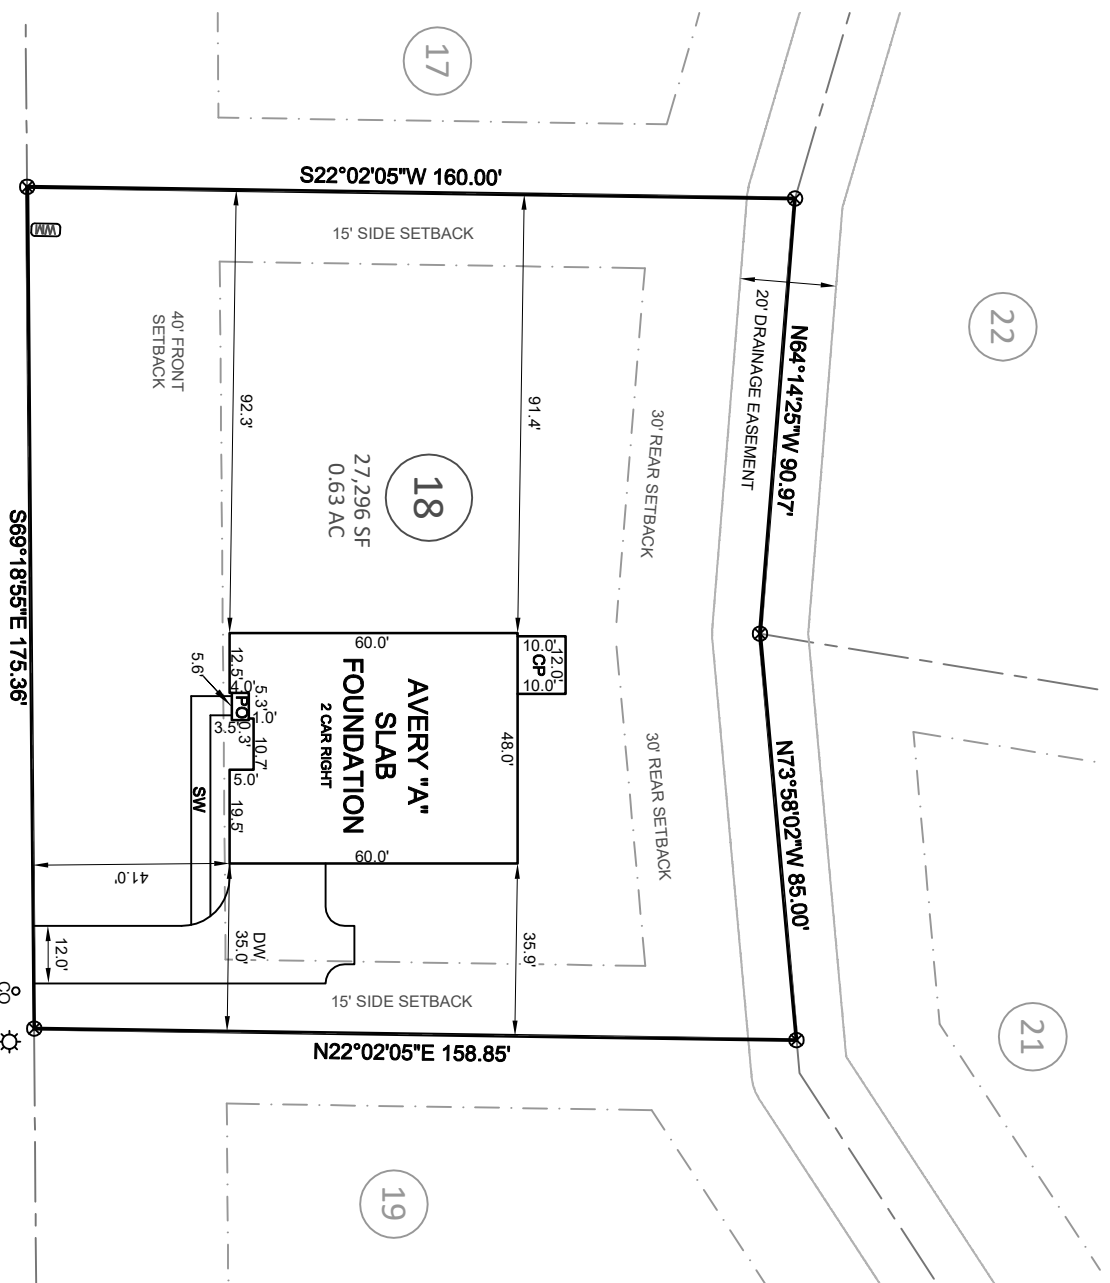 17
22
21
19
18
27,296 SF
0.63 AC
S22°02'05"W 160.00'
N64°14'25"W 90.97'
N73°58'02"W 85.00'
N22°02'05"E 158.85'
S69°18'55"E 175.36'
15' SIDE SETBACK
20' DRAINAGE EASEMENT
30' REAR SETBACK
30' REAR SETBACK
40' FRONT
SETBACK
15' SIDE SETBACK
WM
92.3'
91.4'
AVERY "A"
SLAB
FOUNDATION
2 CAR RIGHT
60.0'
48.0'
60.0'
10.0'
12.0'
CP
10.0'
12.5'
4.0'
5.3'
PO
1.0'
0.3'
3.5'
5.6'
10.7'
5.0'
19.5'
SW
41.0'
DW
35.0'
35.9'
12.0'
CO